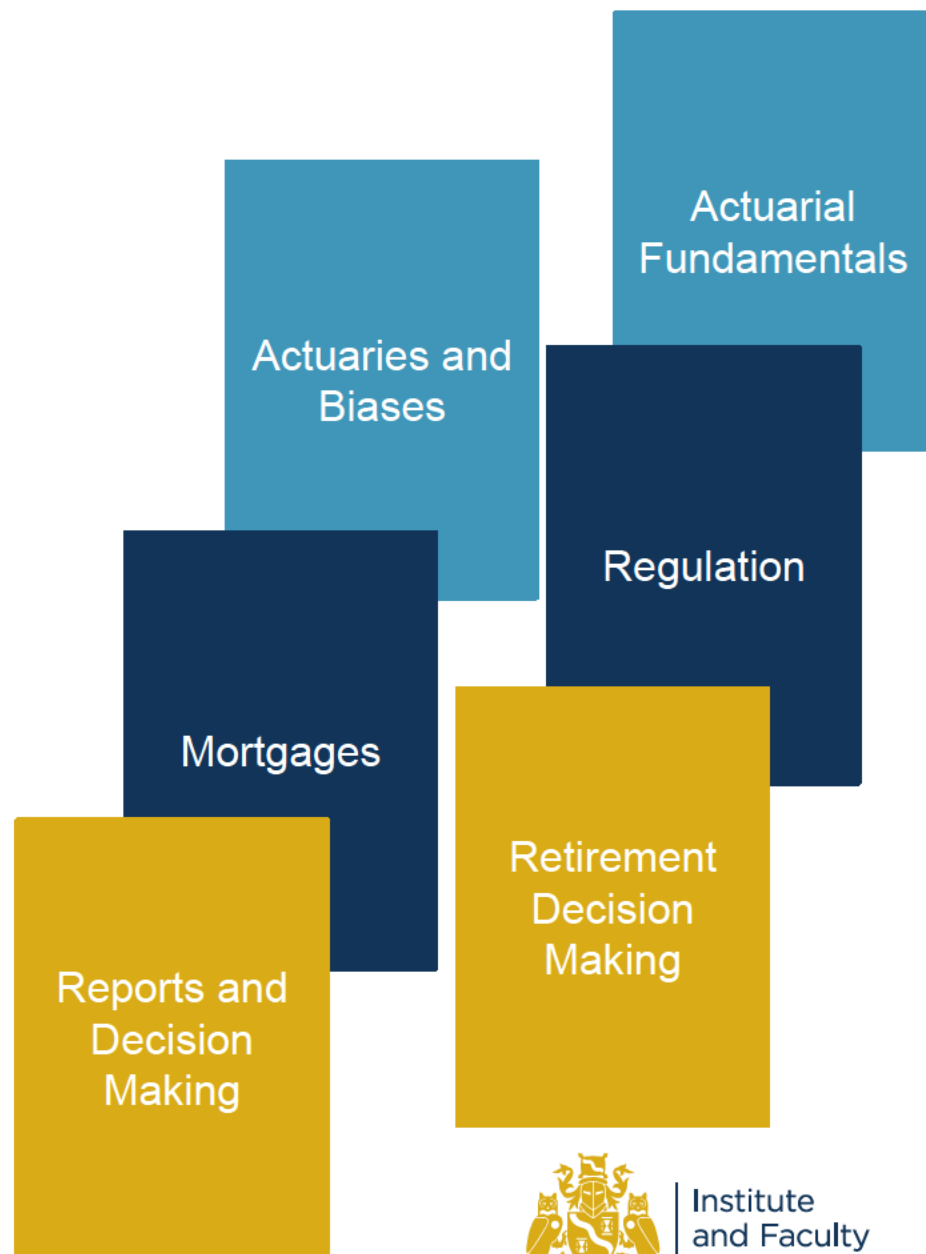 Actuarial
Fundamentals
Actuaries and
Biases
Regulation
Mortgages
Retirement
Decision
Making
Reports and
Decision
Making
Institute
and Faculty